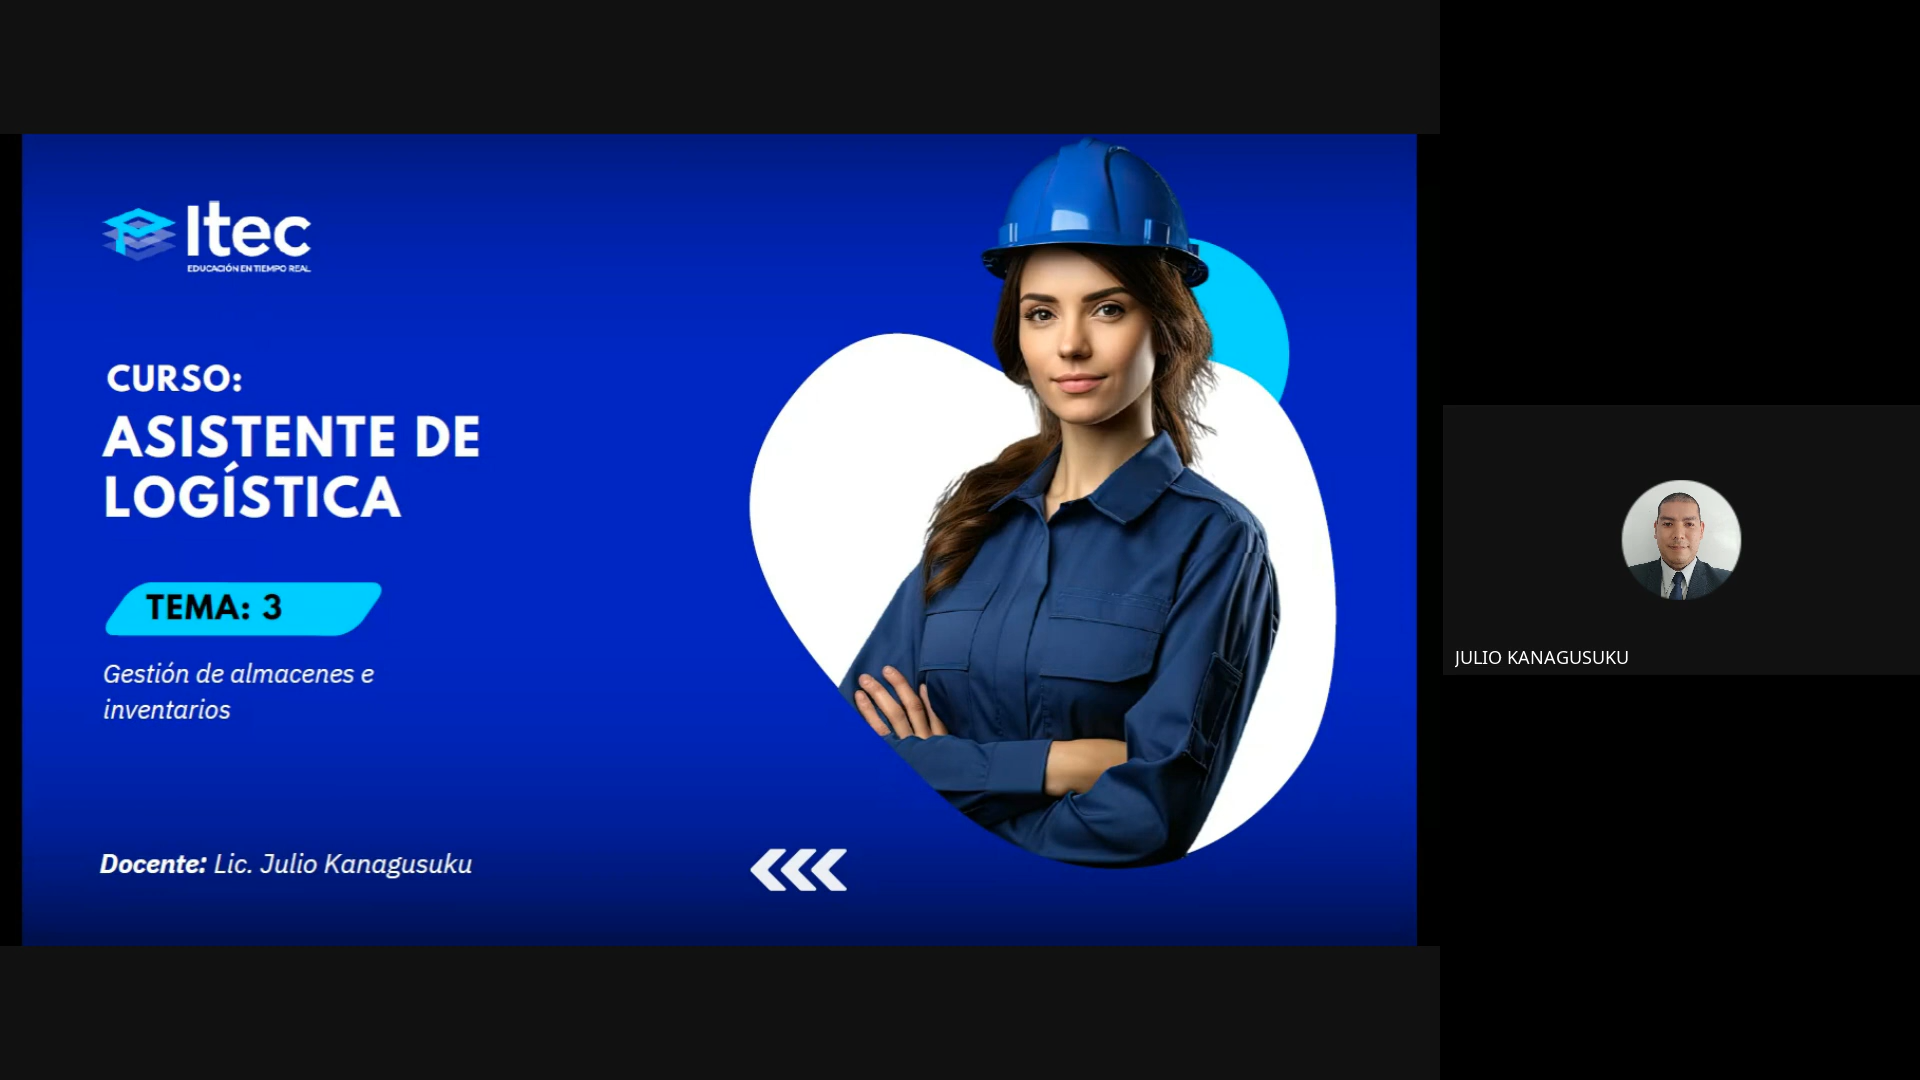 Itec
EDUCACIÓN EN TIEMPO REAL
CURSO:
ASISTENTE DE
LOGÍSTICA
TEMA: 3
Gestión de almacenes e
inventarios
Docente: Lic. Julio Kanagusuku
JULIO KANAGUSUKU